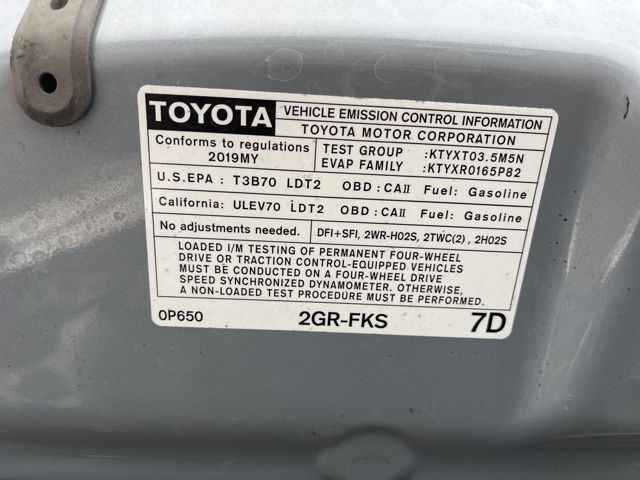 TOYOTA
VEHICLE EMISSION CONTROL INFORMATION
TOYOTA MOTOR CORPORATION
Conforms to regulations
2019MY
TEST GROUP :KTYXT03.5M5N
EVAP FAMILY :KTYXR0165P82
U.S.EPA : T3B70 LDT2 OBD : CAII Fuel: Gasoline
California: ULEV70 LDT2 OBD : CAII Fuel: Gasoline
No adjustments needed.
DFI+SFI, 2WR-HO2S, 2TWC(2) , 2HO2S
LOADED I/M TESTING OF PERMANENT FOUR-WHEEL
DRIVE OR TRACTION CONTROL-EQUIPPED VEHICLES
MUST BE CONDUCTED ON A FOUR-WHEEL DRIVE
SPEED SYNCHRONIZED DYNAMOMETER. OTHERWISE,
A NON-LOADED TEST PROCEDURE MUST BE PERFORMED.
0P650 2GR-FKS 7D